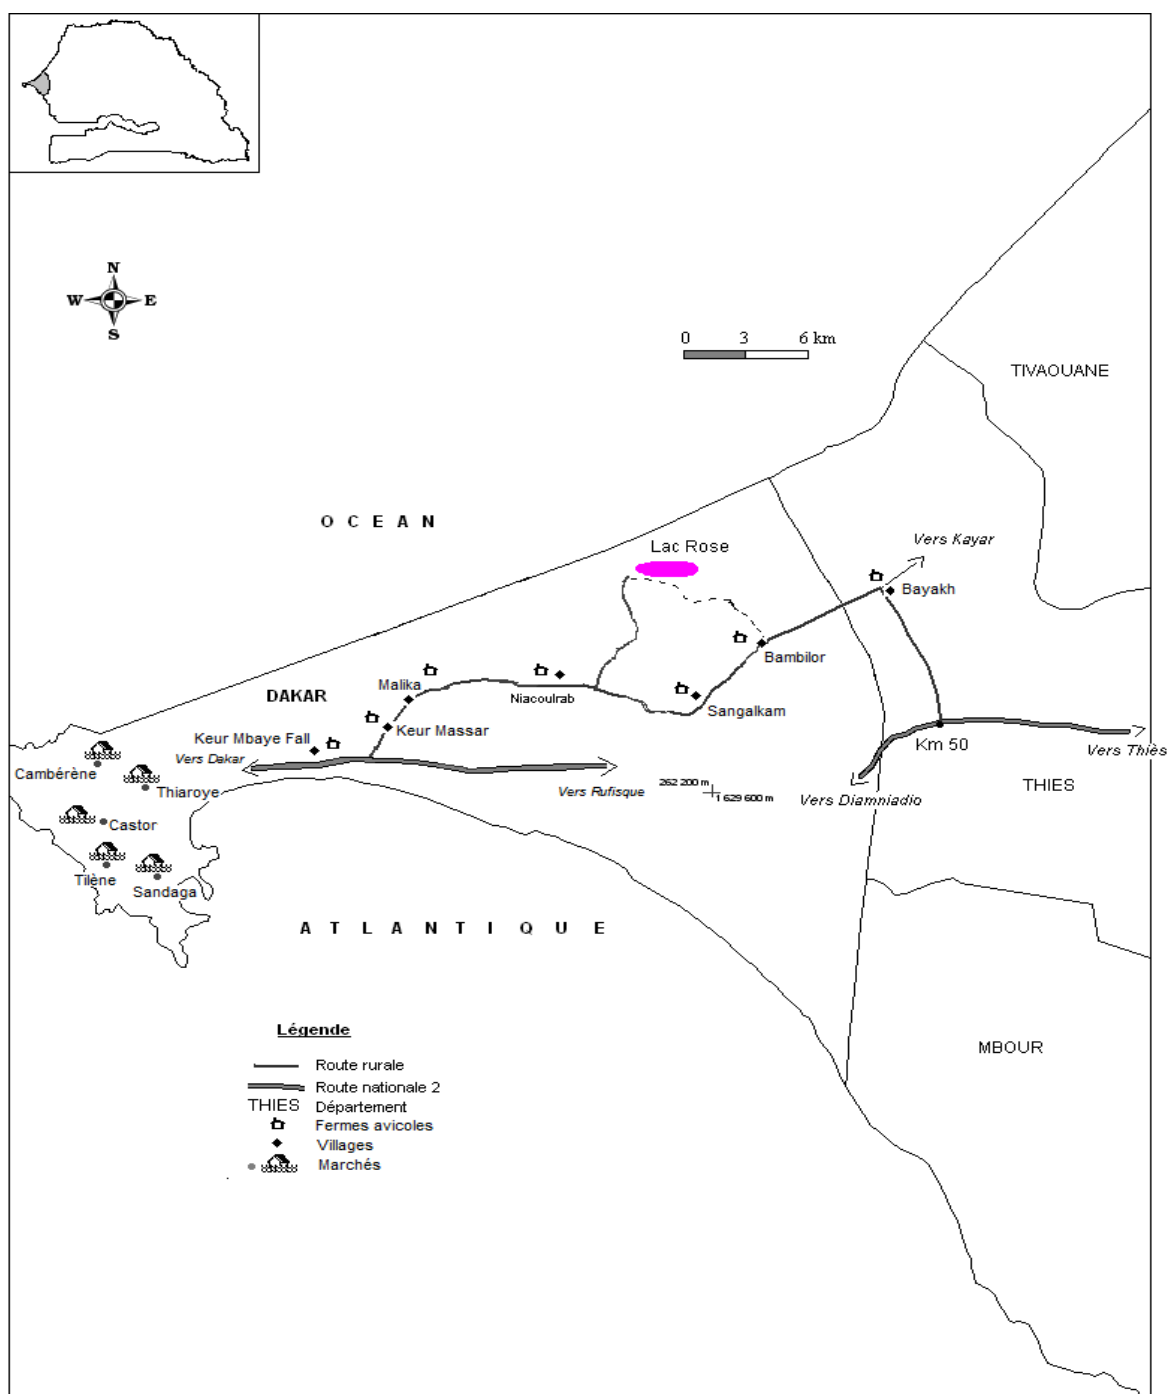 N
W E
S
0 3 6 km
TIVAOUANE
O C E A N
Lac Rose
Vers Kayar
Bayakh
Bambilor
Malika
DAKAR
Niacoulrab
Sangalkam
Keur Massar
Keur Mbaye Fall
Vers Dakar
Km 50
Vers Thiès
Cambérène
Thiaroye
Vers Rufisque
262 200 m
1 629 600 m
Vers Diamniadio
THIES
Castor
Tilène
Sandaga
A T L A N T I Q U E
MBOUR
Légende
Route rurale
Route nationale 2
THIES Département
Fermes avicoles
Villages
Marchés